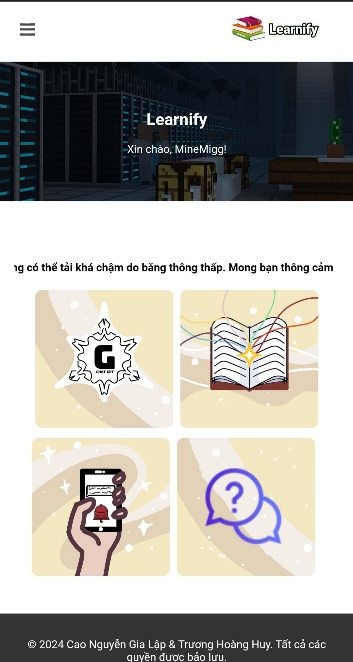 Learnify
Learnify
Xin chào, MineMigg!
ng có thể tải khá chậm do băng thông thấp. Mong bạn thông cảm
G
© 2024 Cao Nguyễn Gia Lập & Trương Hoàng Huy. Tất cả các
quyền được bảo lưu.